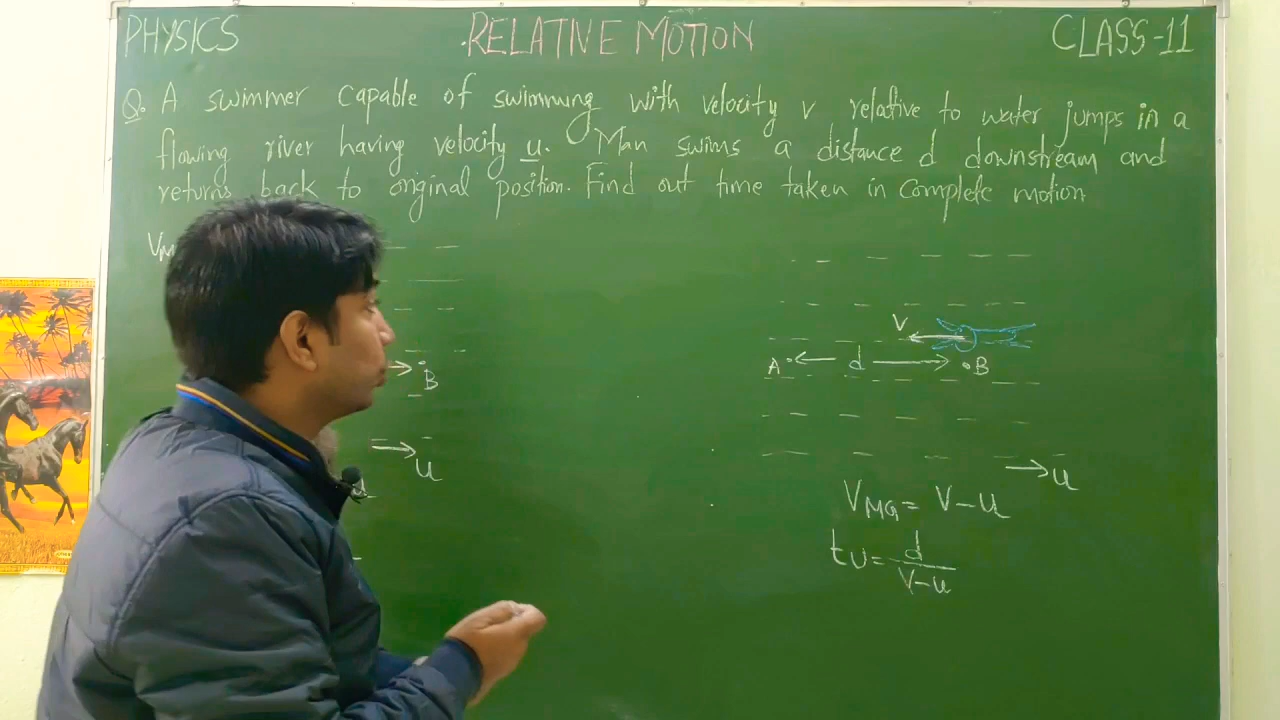 PHYSICS
RELATIVE MOTION
CLASS-11
Q. A swimmer capable of swimming with velocity v relative to water jumps in a
flowing river having velocity u. Man swims a distance d downstream and
returns back to original position. Find out time taken in complete motion
B
u
V
A d B
u
VMG = V-u
tu = d
V-u